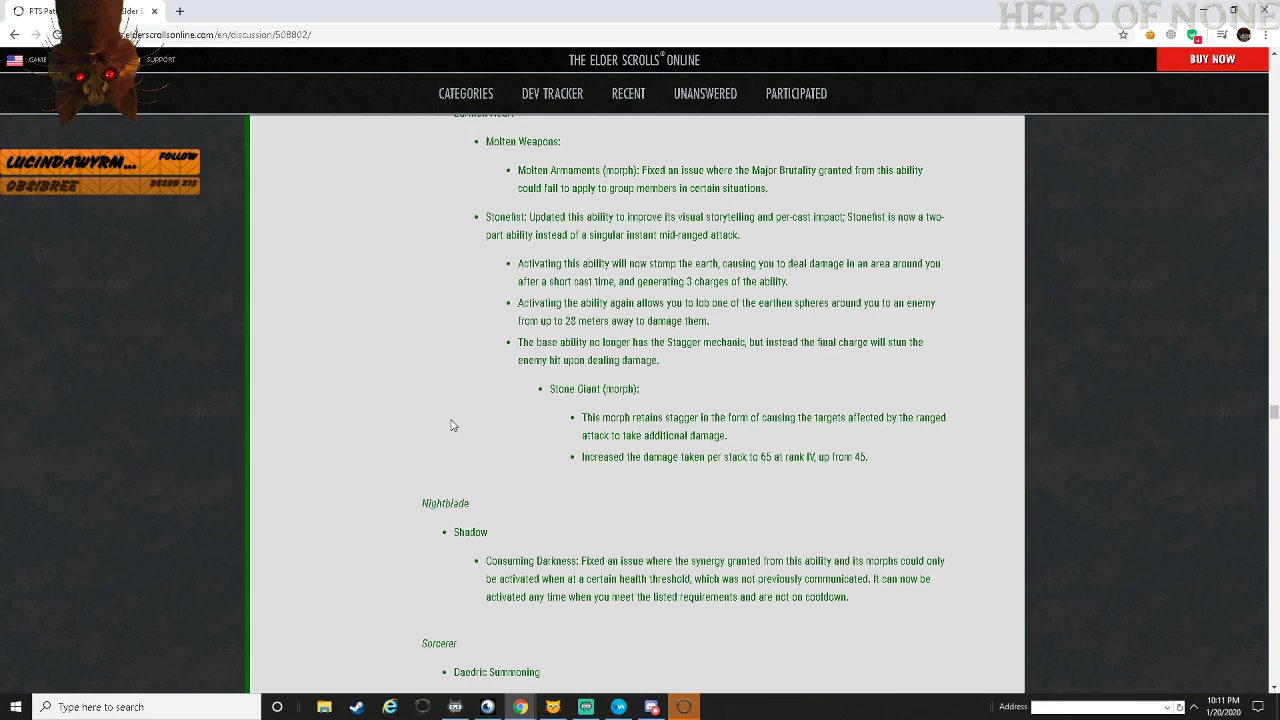 PTS Patch
Elder S
HERO OF NONE
elderscrollsonline.com/en/discussion/508802/
GAME
SUPPORT
THE ELDER SCROLLS® ONLINE
BUY NOW
CATEGORIES DEV TRACKER RECENT UNANSWERED PARTICIPATED
LUCINDAWYRM... FOLLOW
OBSIBREE RESUB X15
Molten Weapons:
Molten Armaments (morph): Fixed an issue where the Major Brutality granted from this ability
could fail to apply to group members in certain situations.
Stonefist: Updated this ability to improve its visual storytelling and per-cast impact; Stonefist is now a two-
part ability instead of a singular instant mid-ranged attack.
Activating this ability will now stomp the earth, causing you to deal damage in an area around you
after a short cast time, and generating 3 charges of the ability.
Activating the ability again allows you to lob one of the earthen spheres around you to an enemy
from up to 28 meters away to damage them.
The base ability no longer has the Stagger mechanic, but instead the final charge will stun the
enemy hit upon dealing damage.
Stone Giant (morph):
This morph retains stagger in the form of causing the targets affected by the ranged
attack to take additional damage.
Increased the damage taken per stack to 65 at rank IV, up from 45.
Nightblade
Shadow
Consuming Darkness: Fixed an issue where the synergy granted from this ability and its morphs could only
be activated when at a certain health threshold, which was not previously communicated. It can now be
activated any time when you meet the listed requirements and are not on cooldown.
Sorcerer
Daedric Summoning
Type here to search
Address
10:11 PM
1/20/2020